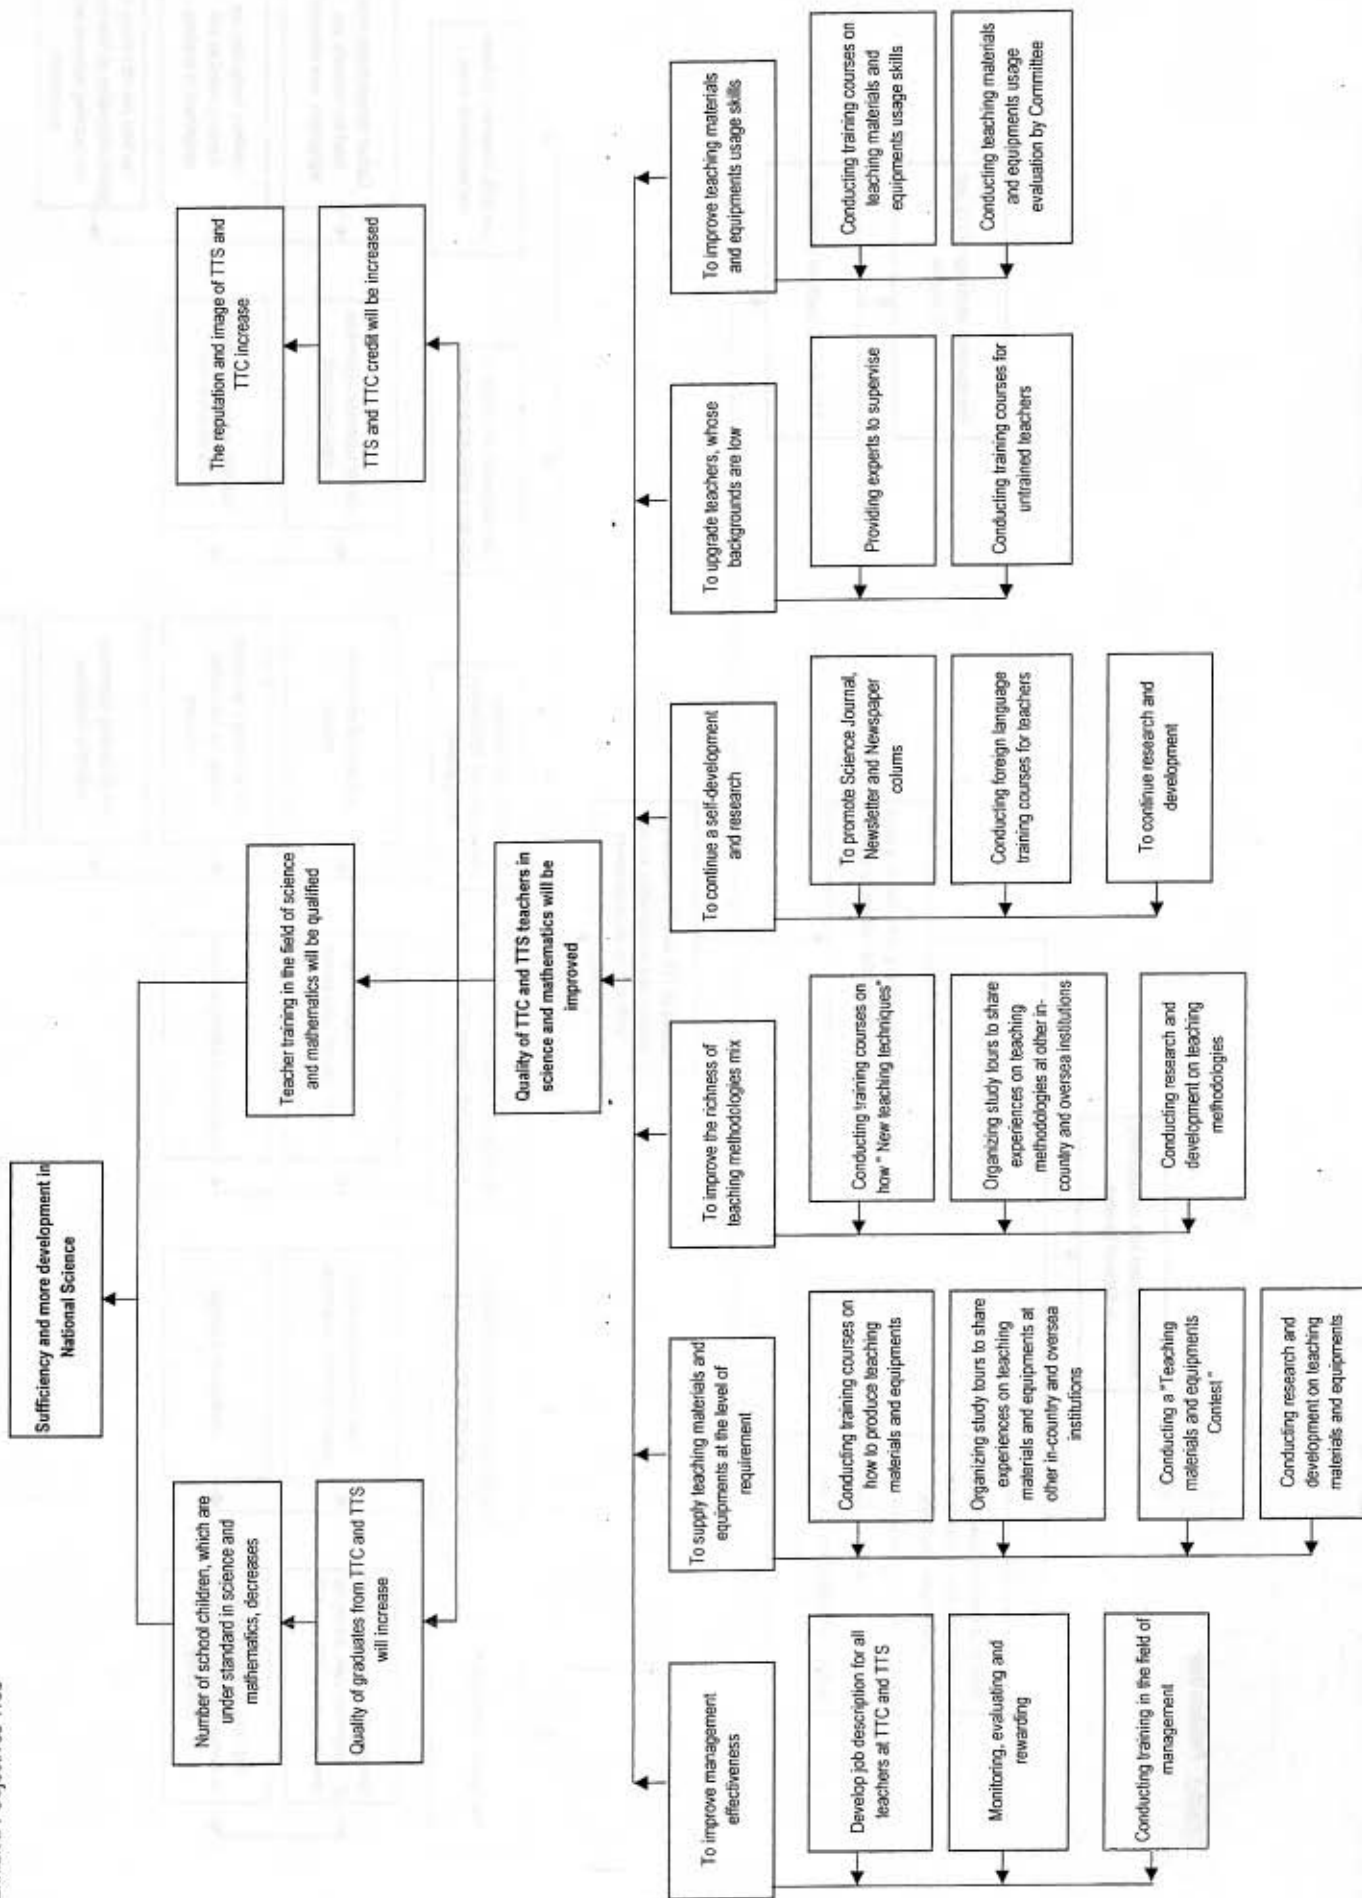 Sufficiency and more development in
National Science
Number of school children, which are
under standard in science and
mathematics, decreases
Quality of graduates from TTC and TTS
will increase
Teacher training in the field of science
and mathematics will be qualified
The reputation and image of TTS and
TTC increase
TTS and TTC credit will be increased
Quality of TTC and TTS teachers in
science and mathematics will be
improved
To improve management
effectiveness
Develop job description for all
teachers at TTC and TTS
Monitoring, evaluating and
rewarding
Conducting training in the field of
management
To supply teaching materials and
equipments at the level of
requirement
Conducting training courses on
how to produce teaching
materials and equipments
Organizing study tours to share
experiences on teaching
materials and equipments at
other in-country and oversea
institutions
Conducting a "Teaching
materials and equipments
Contest"
Conducting research and
development on teaching
materials and equipments
To improve the richness of
teaching methodologies mix
Conducting training courses on
how " New teaching techniques"
Organizing study tours to share
experiences on teaching
methodologies at other in-
country and oversea institutions
Conducting research and
development on teaching
methodologies
To continue a self-development
and research
To promote Science Journal,
Newsletter and Newspaper
colums
Conducting foreign language
training courses for teachers
To continue research and
development
To upgrade teachers, whose
backgrounds are low
Providing experts to supervise
Conducting training courses for
untrained teachers
To improve teaching materials
and equipments usage skills
Conducting training courses on
teaching materials and
equipments usage skills
Conducting teaching materials
and equipments usage
evaluation by Committee